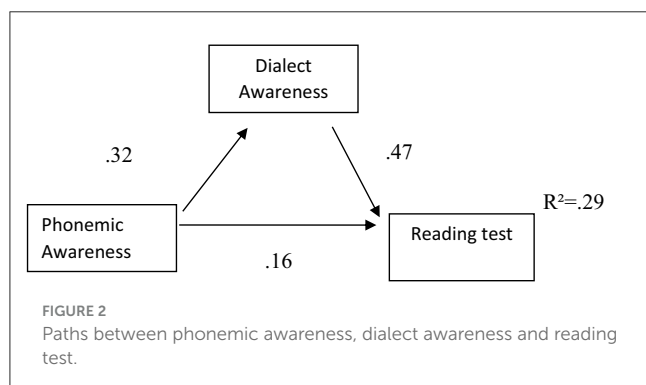 Dialect
Awareness
.32
.47
Phonemic
Awareness
.16
Reading test
R²=.29
FIGURE 2
Paths between phonemic awareness, dialect awareness and reading
test.